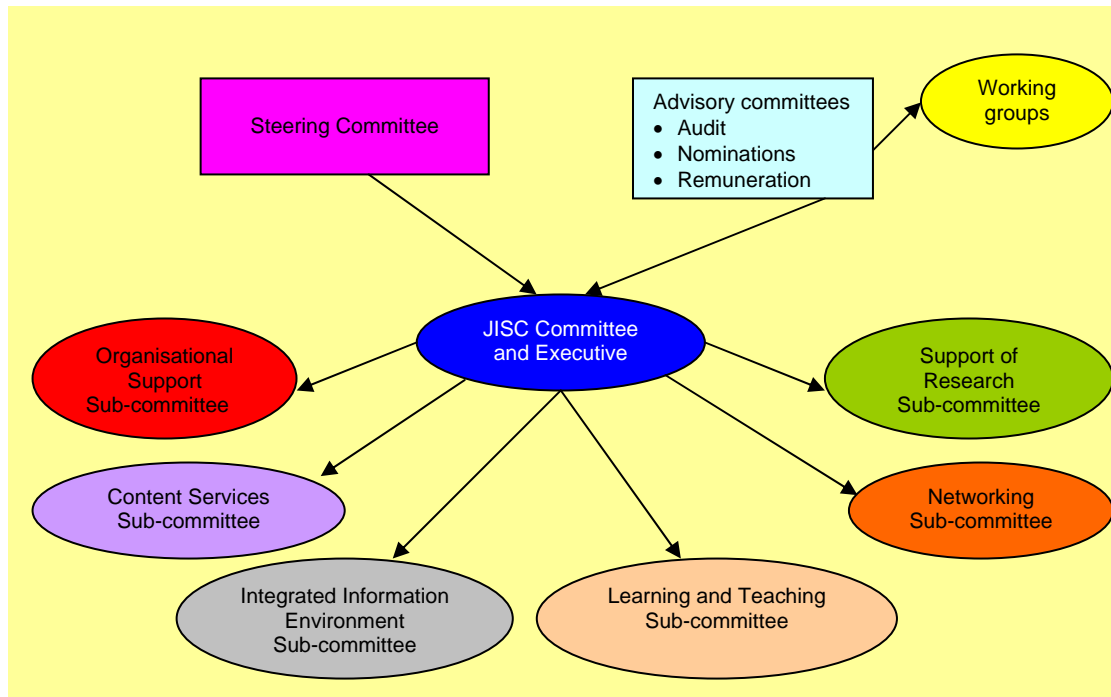 Steering Committee
Advisory committees
• Audit
• Nominations
• Remuneration
Working
groups
JISC Committee
and Executive
Organisational
Support
Sub-committee
Support of
Research
Sub-committee
Content Services
Sub-committee
Networking
Sub-committee
Integrated Information
Environment
Sub-committee
Learning and Teaching
Sub-committee